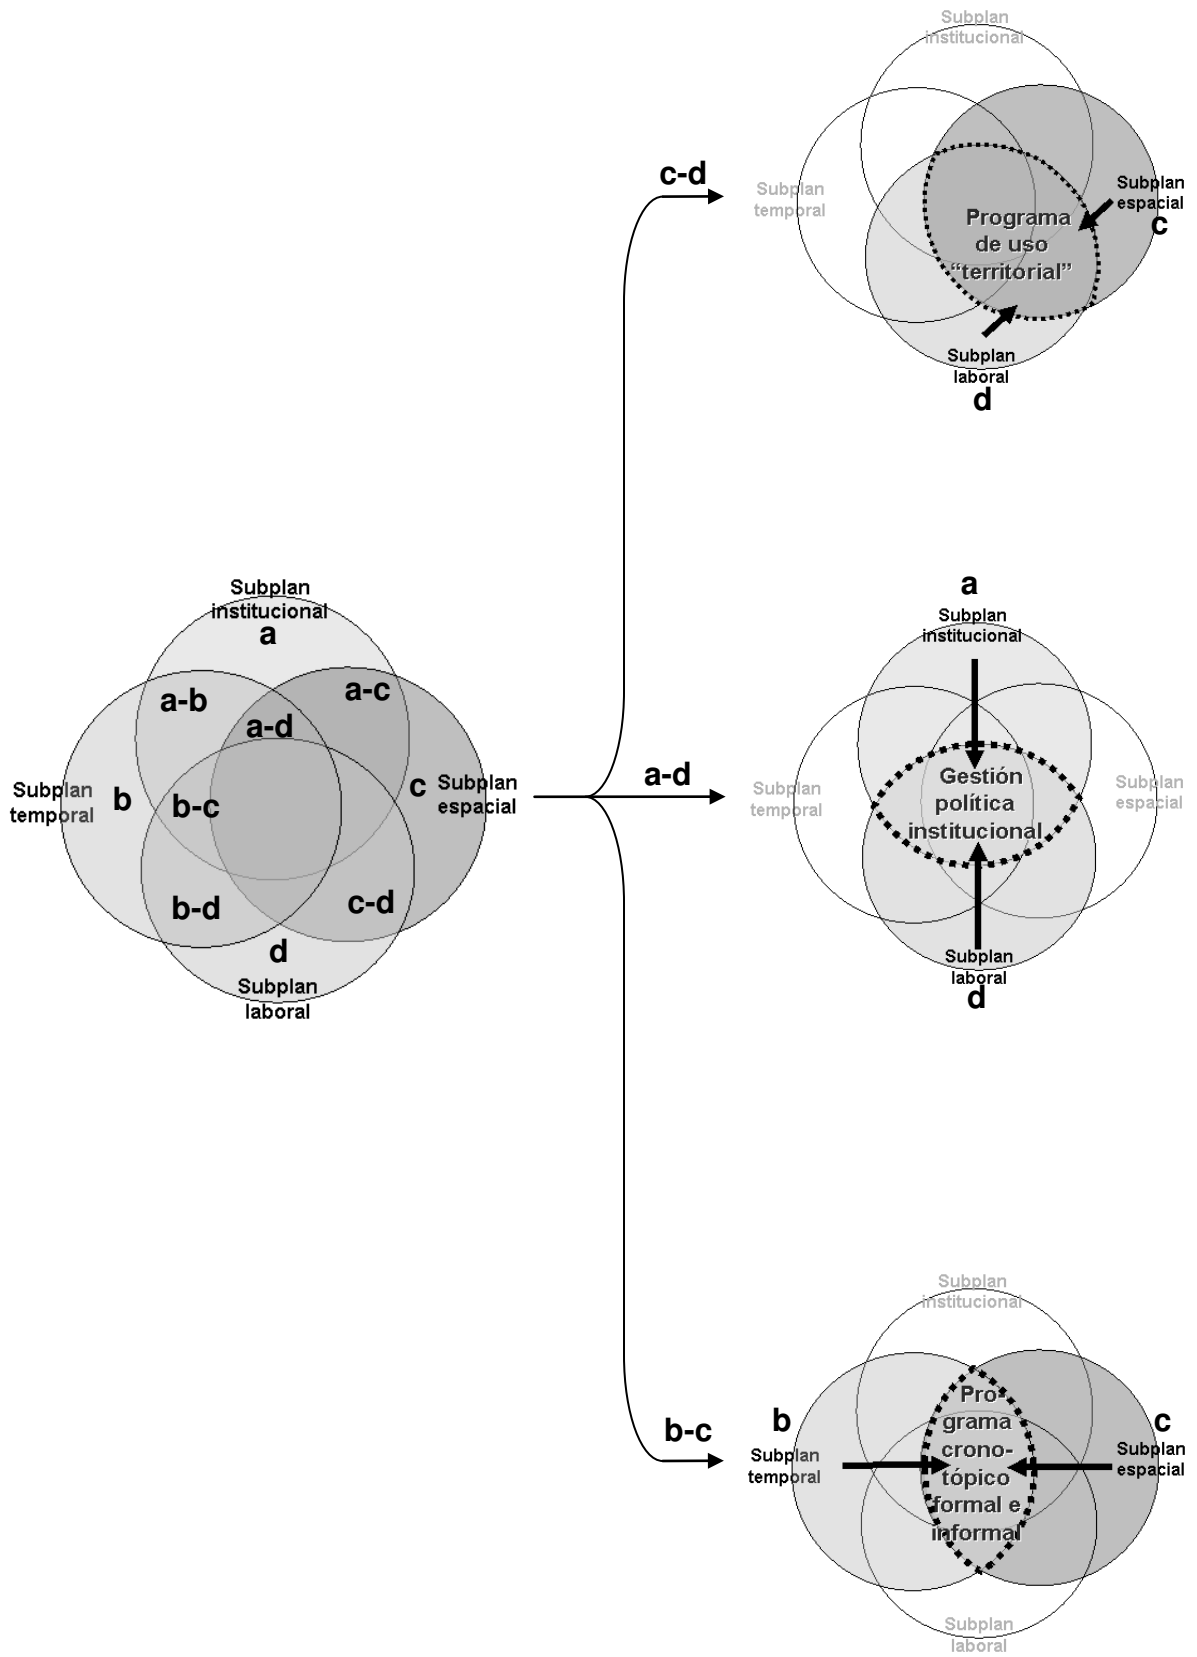 Subplan
institucional
c-d
Subplan
temporal
Subplan
espacial
c
Programa
de uso
“territorial”
Subplan
laboral
d
Subplan
institucional
a
a-b
a-c
a-d
Subplan
temporal
b
b-c
c
Subplan
espacial
b-d
c-d
d
Subplan
laboral
a-d
a
Subplan
institucional
Subplan
temporal
Gestión
política
institucional
Subplan
espacial
Subplan
laboral
d
b-c
Subplan
institucional
b
Subplan
temporal
Pro-
grama
crono-
tópico
formal e
informal
c
Subplan
espacial
Subplan
laboral